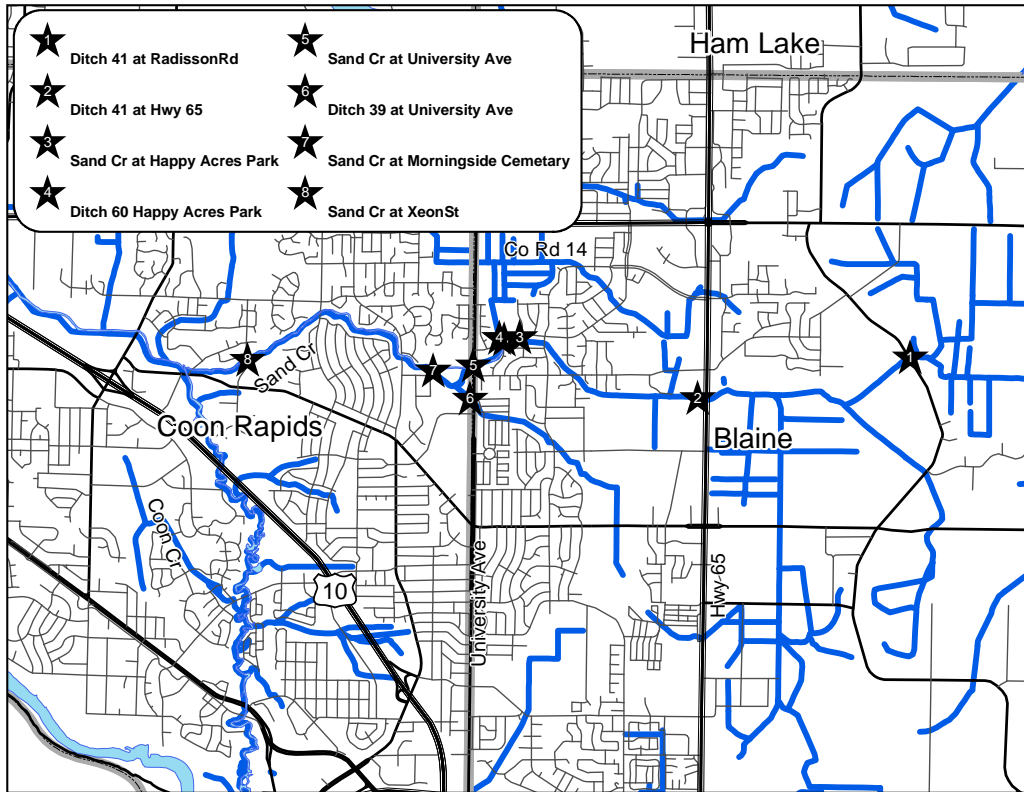 1 Ditch 41 at RadissonRd
2 Ditch 41 at Hwy 65
3 Sand Cr at Happy Acres Park
4 Ditch 60 Happy Acres Park
5 Sand Cr at University Ave
6 Ditch 39 at University Ave
7 Sand Cr at Morningside Cemetary
8 Sand Cr at XeonSt
Ham Lake
Co Rd 14
4 3
1
8
Sand Cr
7
5
6
2
Coon Rapids
Blaine
Coon Cr
10
University Ave
Hwy 65